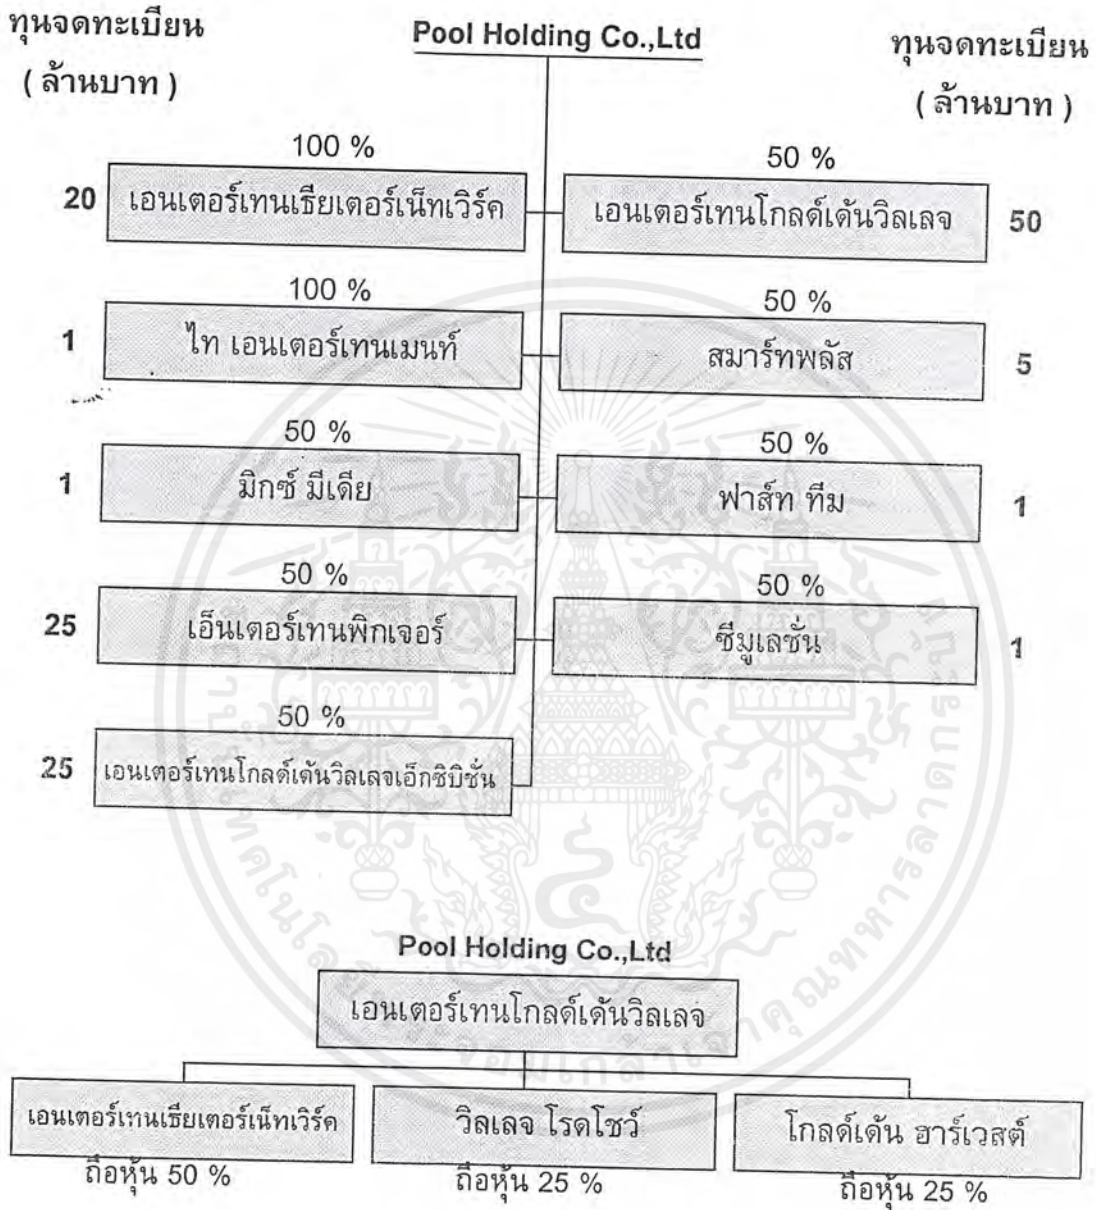 ทุนจดทะเบียน
( ล้านบาท )
Pool Holding Co.,Ltd
ทุนจดทะเบียน
( ล้านบาท )
100 %
50 %
20
เอนเตอร์เทนเธียเตอร์เน็ทเวิร์ค
เอนเตอร์เทนโกลด์เด้นวิลเลจ
50
100 %
50 %
1
ไท เอนเตอร์เทนเมนท์
สมาร์ทพลัส
5
50 %
50 %
1
มิกซ์ มีเดีย
ฟาส์ท ทีม
1
50 %
50 %
25
เอ็นเตอร์เทนพิกเจอร์
ซีมูเลชั่น
1
50 %
25
เอนเตอร์เทนโกลด์เด้นวิลเลจเอ็กซิบิชั่น
Pool Holding Co.,Ltd
เอนเตอร์เทนโกลด์เด้นวิลเลจ
เอนเตอร์เทนเธียเตอร์เน็ทเวิร์ค
วิลเลจ โรดโชว์
โกลด์เด้น ฮาร์เวสต์
ถือหุ้น 50 %
ถือหุ้น 25 %
ถือหุ้น 25 %